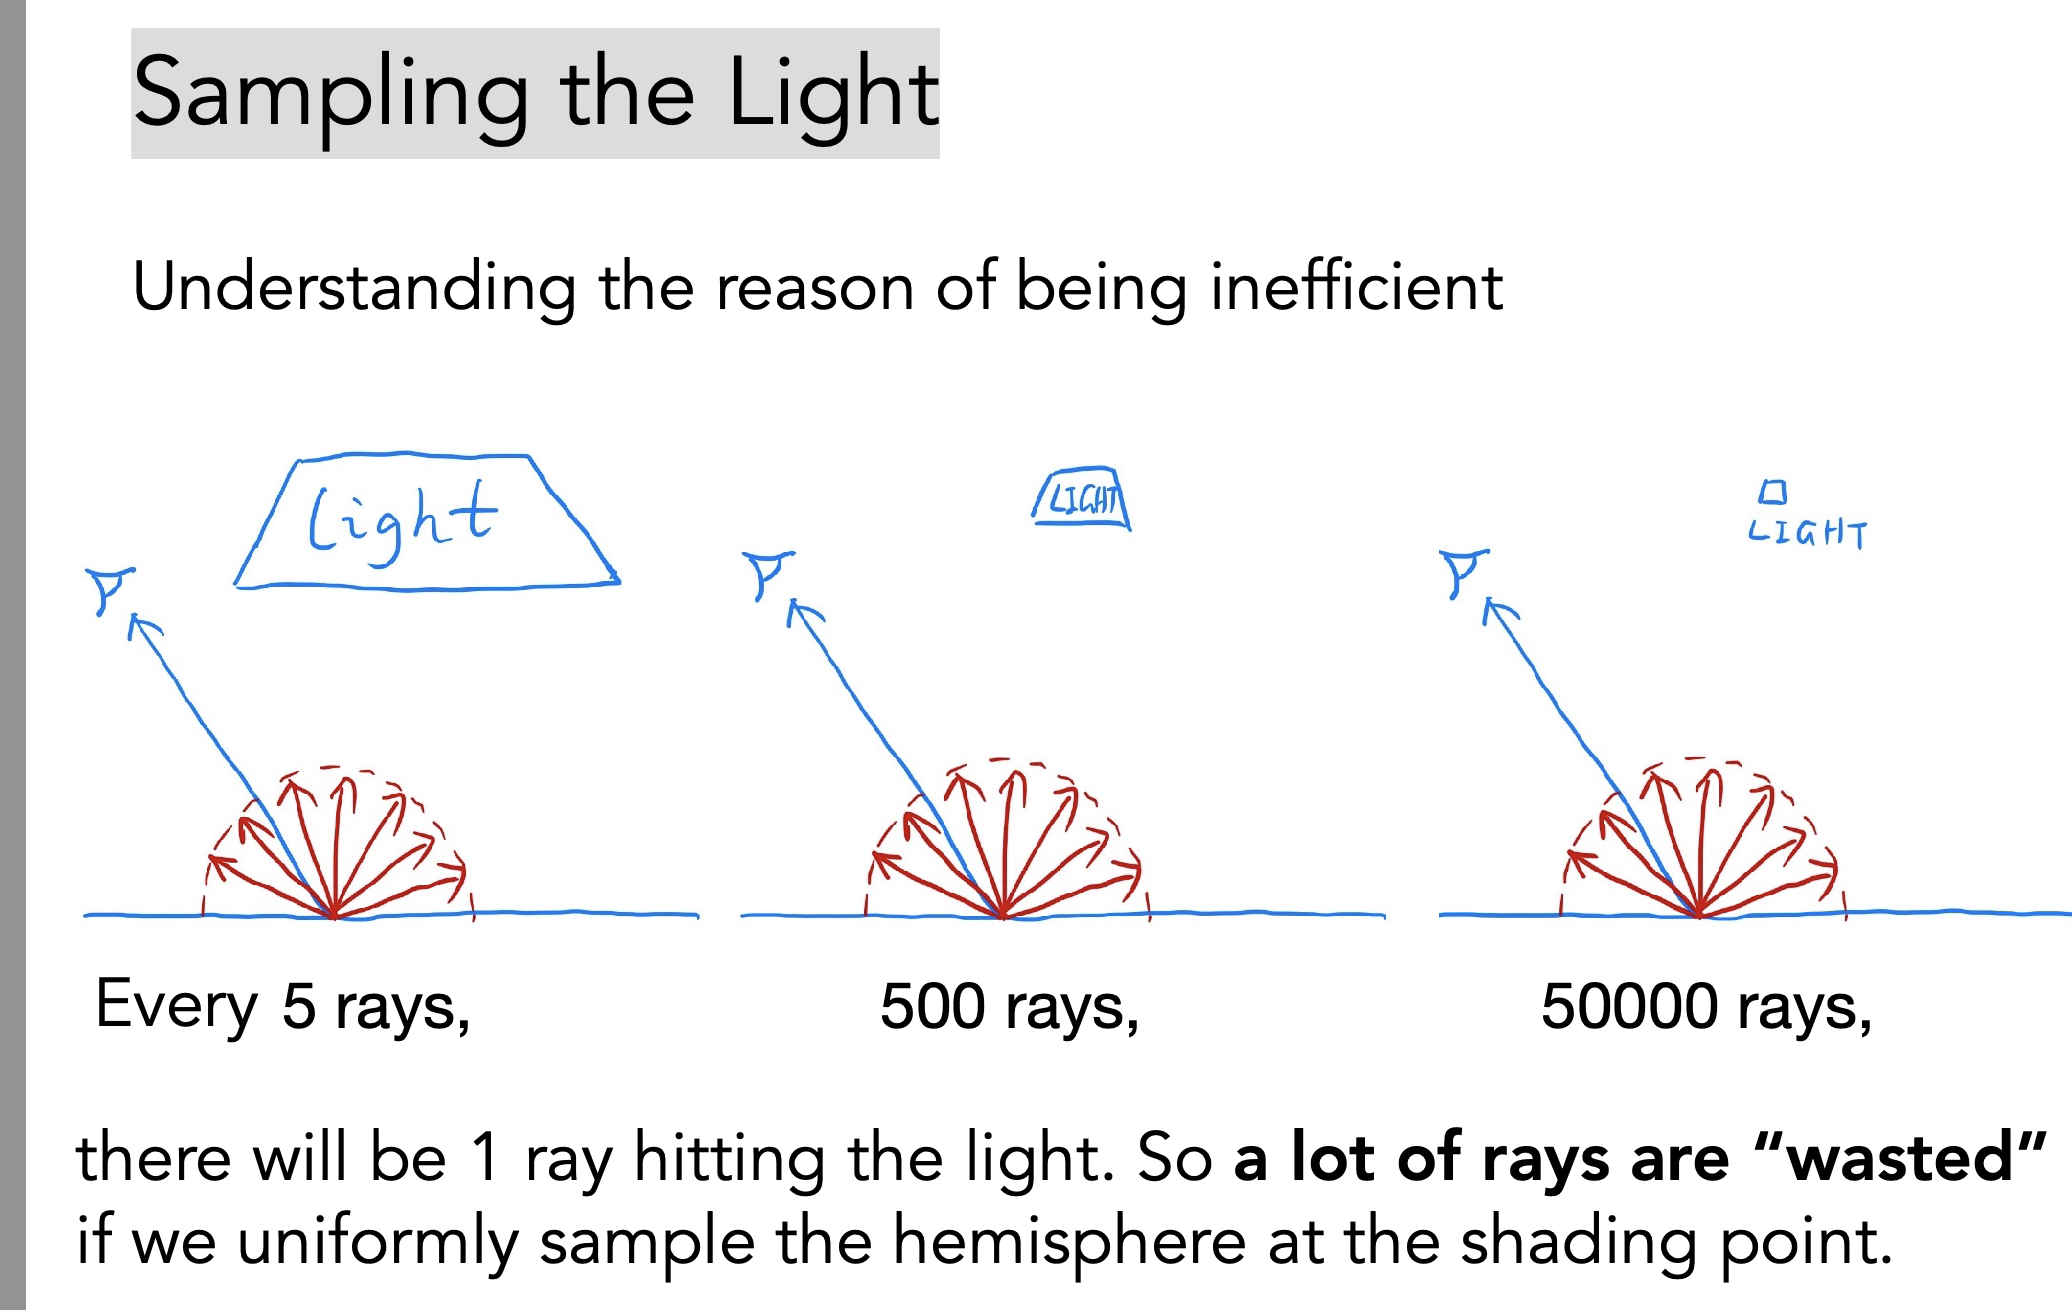 Sampling the Light
Understanding the reason of being inefficient
Light
LIGHT
LIGHT
Every 5 rays,
500 rays,
50000 rays,
there will be 1 ray hitting the light. So a lot of rays are “wasted”
if we uniformly sample the hemisphere at the shading point.